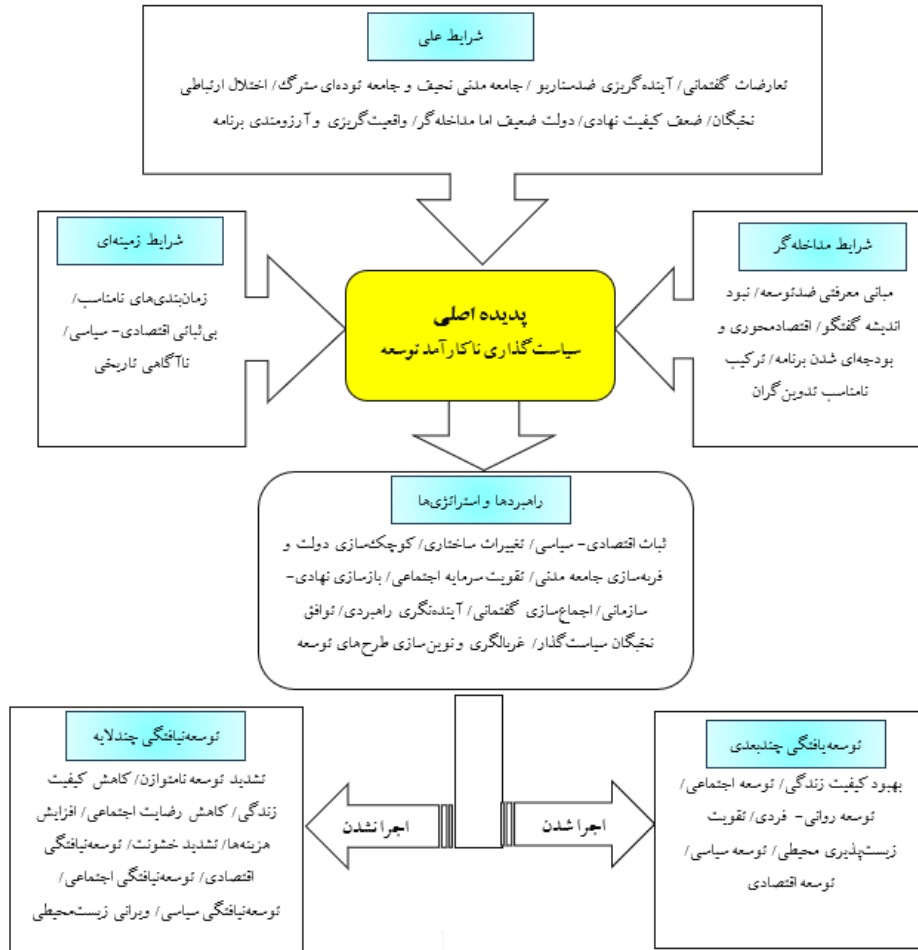 شرایط علی
تعارضات گفتمانی/ آینده‌گریزی ضدسناریو / جامعه مدنی نحیف و جامعه توده‌ای سترگ/ اختلال ارتباطی
نخبگان/ ضعف کیفیت نهادی/ دولت ضعیف اما مداخله‌گر/ واقعیت‌گریزی و آرزومندی برنامه
شرایط مداخله‌گر
مبانی معرفتی ضدتوسعه/ نبود
اندیشه گفتگو/ اقتصادمحوری و
بودجه‌ای شدن برنامه/ ترکیب
نامناسب تدوین‌گران
پدیده اصلی
سیاست‌گذاری ناکارآمد توسعه
شرایط زمینه‌ای
زمان‌بندی‌های نامناسب/
بی‌ثباتی اقتصادی- سیاسی/
ناآگاهی تاریخی
راهبردها و استراتژی‌ها
ثبات اقتصادی- سیاسی/ تغییرات ساختاری/ کوچک‌سازی دولت و
فربه‌سازی جامعه مدنی/ تقویت سرمایه اجتماعی/ بازسازی نهادی-
سازمانی/ اجماع‌سازی گفتمانی/ آینده‌نگری راهبردی/ توافق
نخبگان سیاست‌گذار/ غربالگری و نوین‌سازی طرح‌های توسعه
توسعه‌یافتگی چندبعدی
بهبود کیفیت زندگی/ توسعه اجتماعی/
توسعه روانی- فردی/ تقویت
زیست‌پذیری محیطی/ توسعه سیاسی/
توسعه اقتصادی
اجرا شدن
اجرا نشدن
توسعه‌نیافتگی چندلایه
تشدید توسعه نامتوازن/ کاهش کیفیت
زندگی/ کاهش رضایت اجتماعی/ افزایش
هزینه‌ها/ تشدید خشونت/ توسعه‌نیافتگی
اقتصادی/ توسعه‌نیافتگی اجتماعی/
توسعه‌نیافتگی سیاسی/ ویرانی زیست‌محیطی